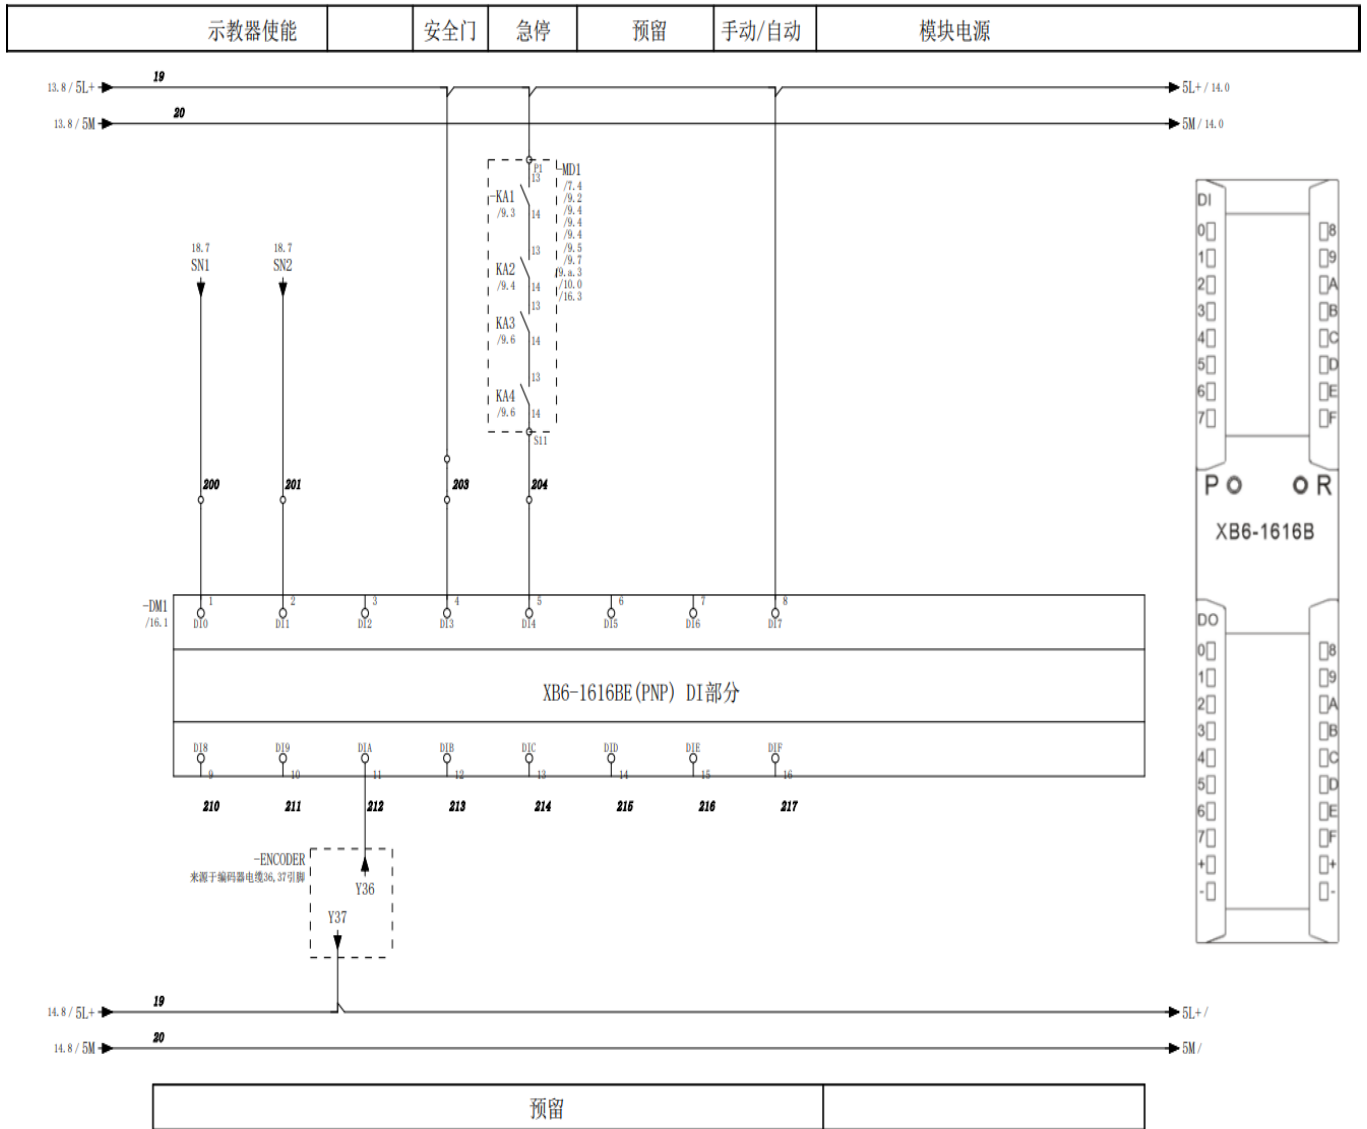 示教器使能 安全门 急停 预留 手动/自动 模块电源
13.8 / 5L+ 19 5L+ / 14.0
13.8 / 5M 20 5M / 14.0
P1
13
-KA1
/9.3
14
13
KA2
/9.4
14
13
KA3
/9.6
14
13
KA4
/9.6
14
S11
-MD1
/7.4
/9.2
/9.4
/9.4
/9.4
/9.5
/9.7
/9.a.3
/10.0
/16.3
18.7
SN1
18.7
SN2
200 201 203 204
-DM1
/16.1
1 2 3 4 5 6 7 8
DI0 DI1 DI2 DI3 DI4 DI5 DI6 DI7
XB6-1616BE(PNP) DI部分
DI8 DI9 DIA DIB DIC DID DIE DIF
9 10 11 12 13 14 15 16
210 211 212 213 214 215 216 217
-ENCODER
来源于编码器电缆36,37引脚
Y36
Y37
14.8 / 5L+ 19 5L+ /
14.8 / 5M 20 5M /
预留
DI
0 8
1 9
2 A
3 B
4 C
5 D
6 E
7 F
P R
XB6-1616B
DO
0 8
1 9
2 A
3 B
4 C
5 D
6 E
7 F
+ +
- -